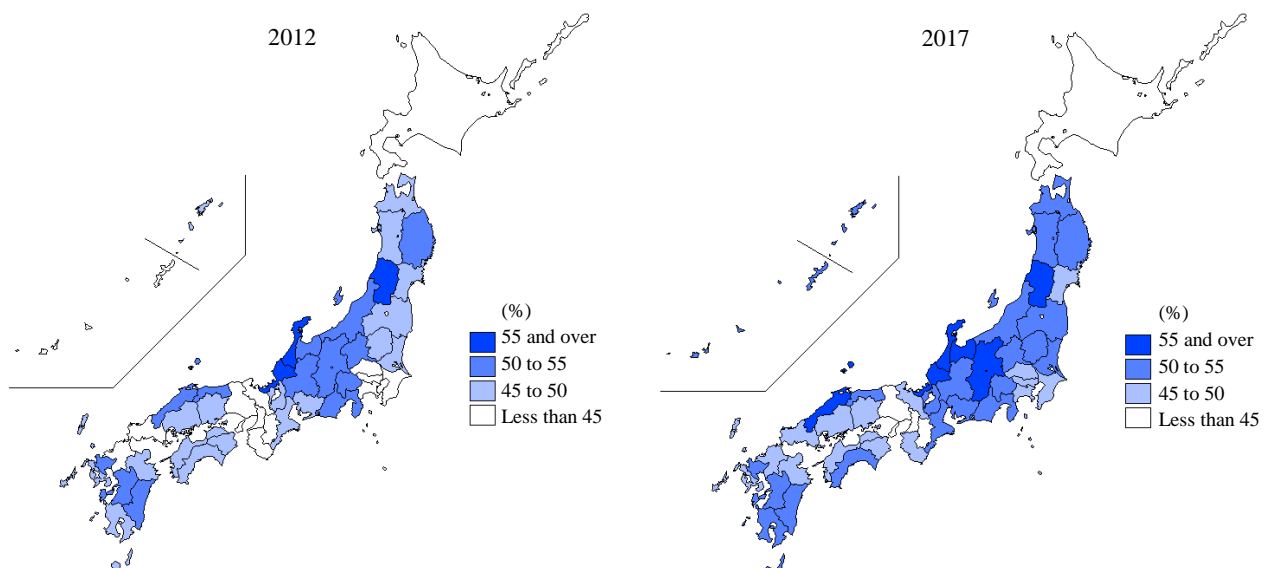 2012
(%)
55 and over
50 to 55
45 to 50
Less than 45
2017
(%)
55 and over
50 to 55
45 to 50
Less than 45